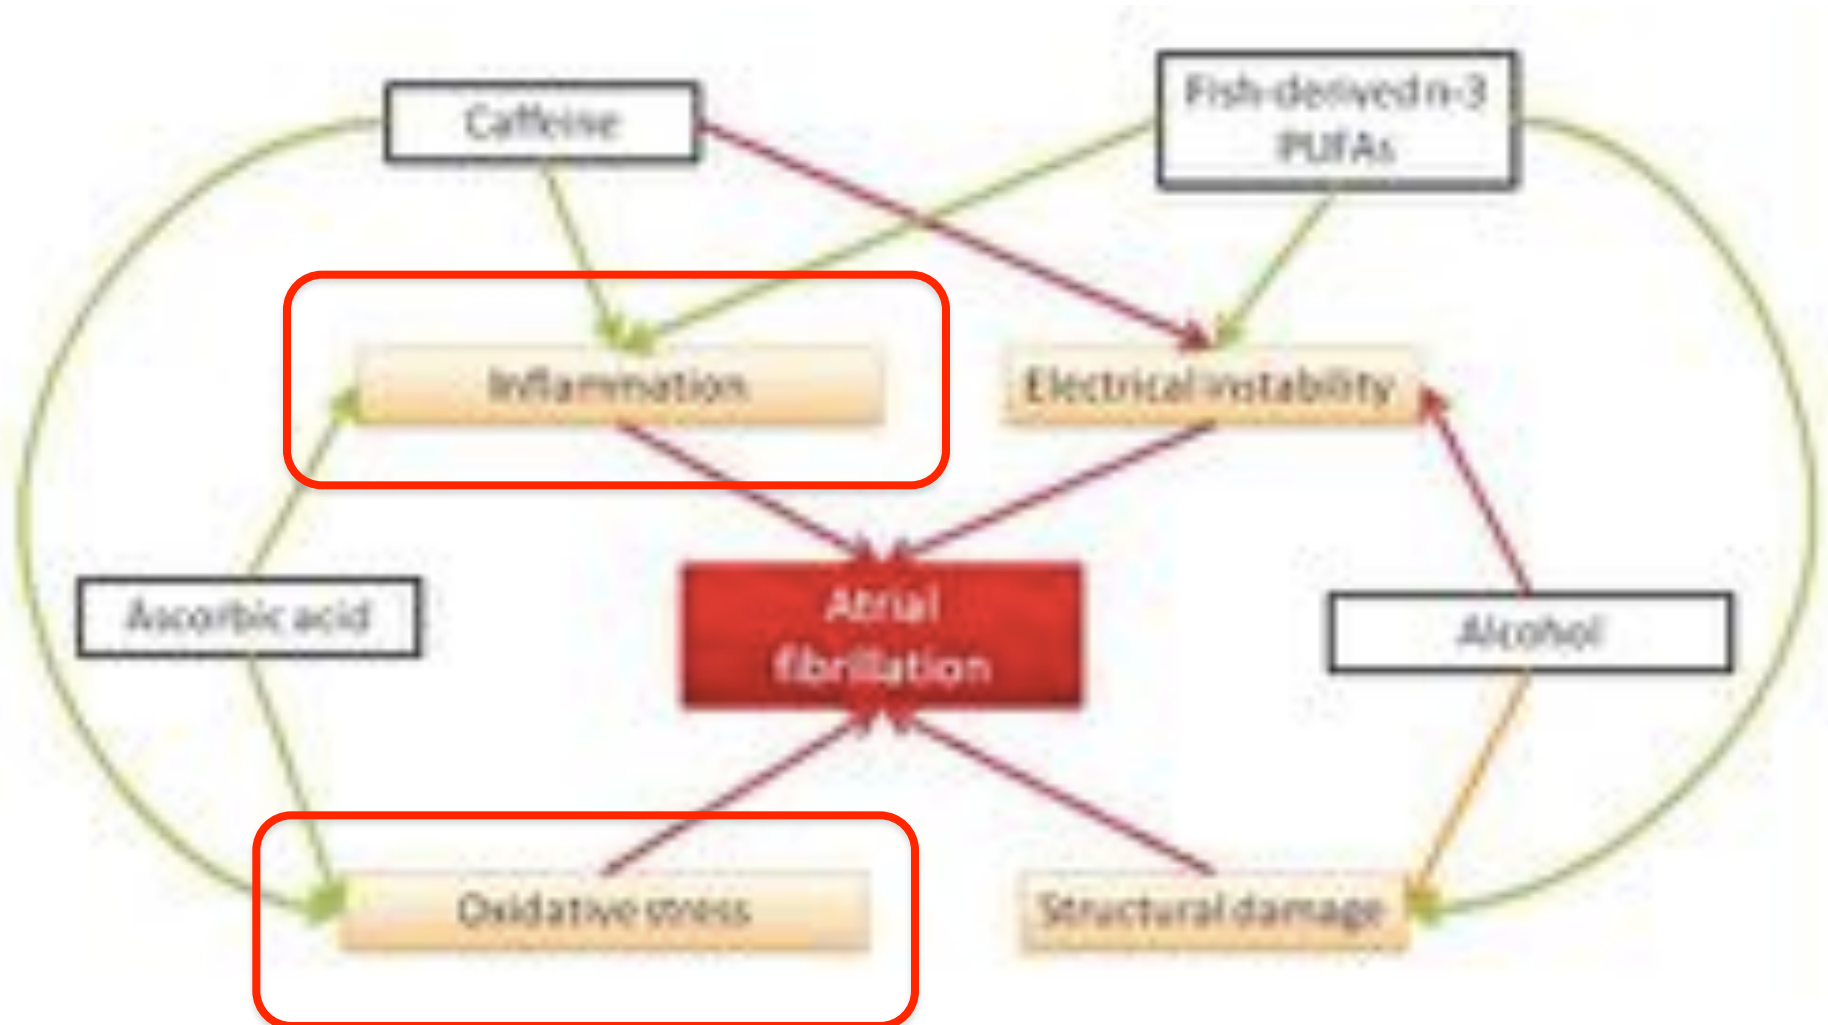 Caffeine
Fish-derived n-3
PUFAs
Inflammation
Electrical instability
Ascorbic acid
Atrial
fibrillation
Alcohol
Oxidative stress
Structural damage